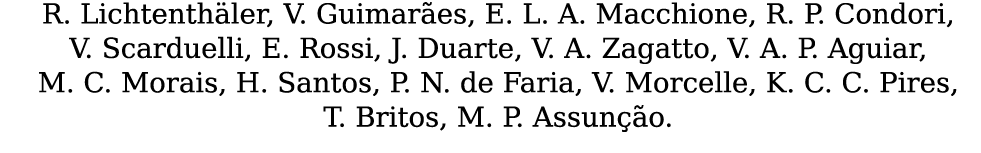 R. Lichtenthäler, V. Guimarães, E. L. A. Macchione, R. P. Condori,
V. Scarduelli, E. Rossi, J. Duarte, V. A. Zagatto, V. A. P. Aguiar,
M. C. Morais, H. Santos, P. N. de Faria, V. Morcelle, K. C. C. Pires,
T. Britos, M. P. Assunção.